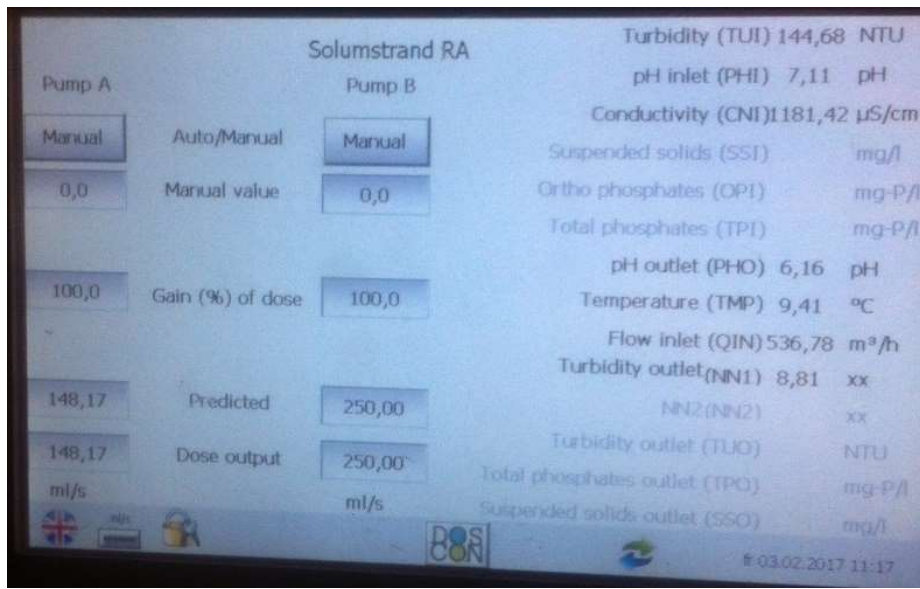 Solumstrand RA
Turbidity (TUI) 144,68 NTU
Pump A Pump B
pH inlet (PHI) 7,11 pH
Conductivity (CNI)1181,42 µS/cm
Manual Auto/Manual Manual
Suspended solids (SSI) mg/l
0,0 Manual value 0,0
Ortho phosphates (OPI) mg-P/l
Total phosphates (TPI) mg-P/l
pH outlet (PHO) 6,16 pH
100,0 Gain (%) of dose 100,0
Temperature (TMP) 9,41 ºC
Flow inlet (QIN) 536,78 m³/h
Turbidity outlet(NN1) 8,81 xx
148,17 Predicted 250,00
NN2(NN2) xx
Turbidity outlet (TUO) NTU
148,17 Dose output 250,00
Total phosphates outlet (TPO) mg-P/l
ml/s ml/s
Suspended solids outlet (SSO) mg/l
ml/s
DOSCON
fr 03.02.2017 11:17